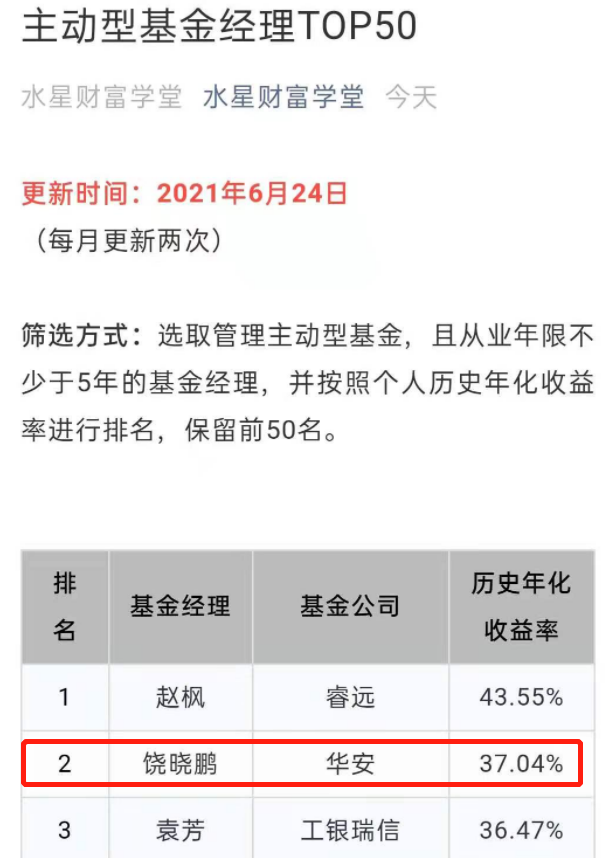 主动型基金经理TOP50
水星财富学堂 水星财富学堂 今天
更新时间：2021年6月24日
（每月更新两次）
筛选方式：选取管理主动型基金，且从业年限不
少于5年的基金经理，并按照个人历史年化收益
率进行排名，保留前50名。
排名 基金经理 基金公司 历史年化收益率
1 赵枫 睿远 43.55%
2 饶晓鹏 华安 37.04%
3 袁芳 工银瑞信 36.47%